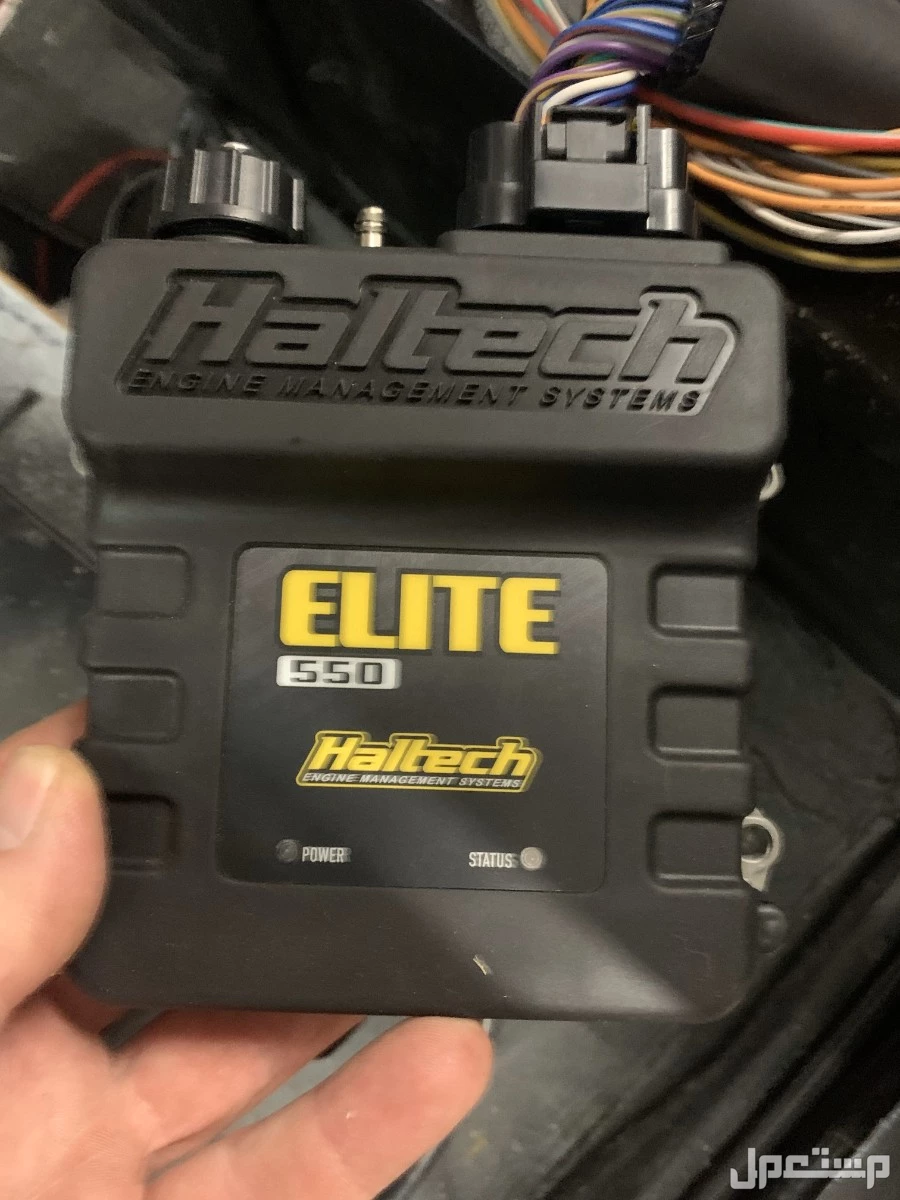 Haltech
ENGINE MANAGEMENT SYSTEMS
ELITE
550
Haltech
ENGINE MANAGEMENT SYSTEMS
POWER STATUS
مستعمل